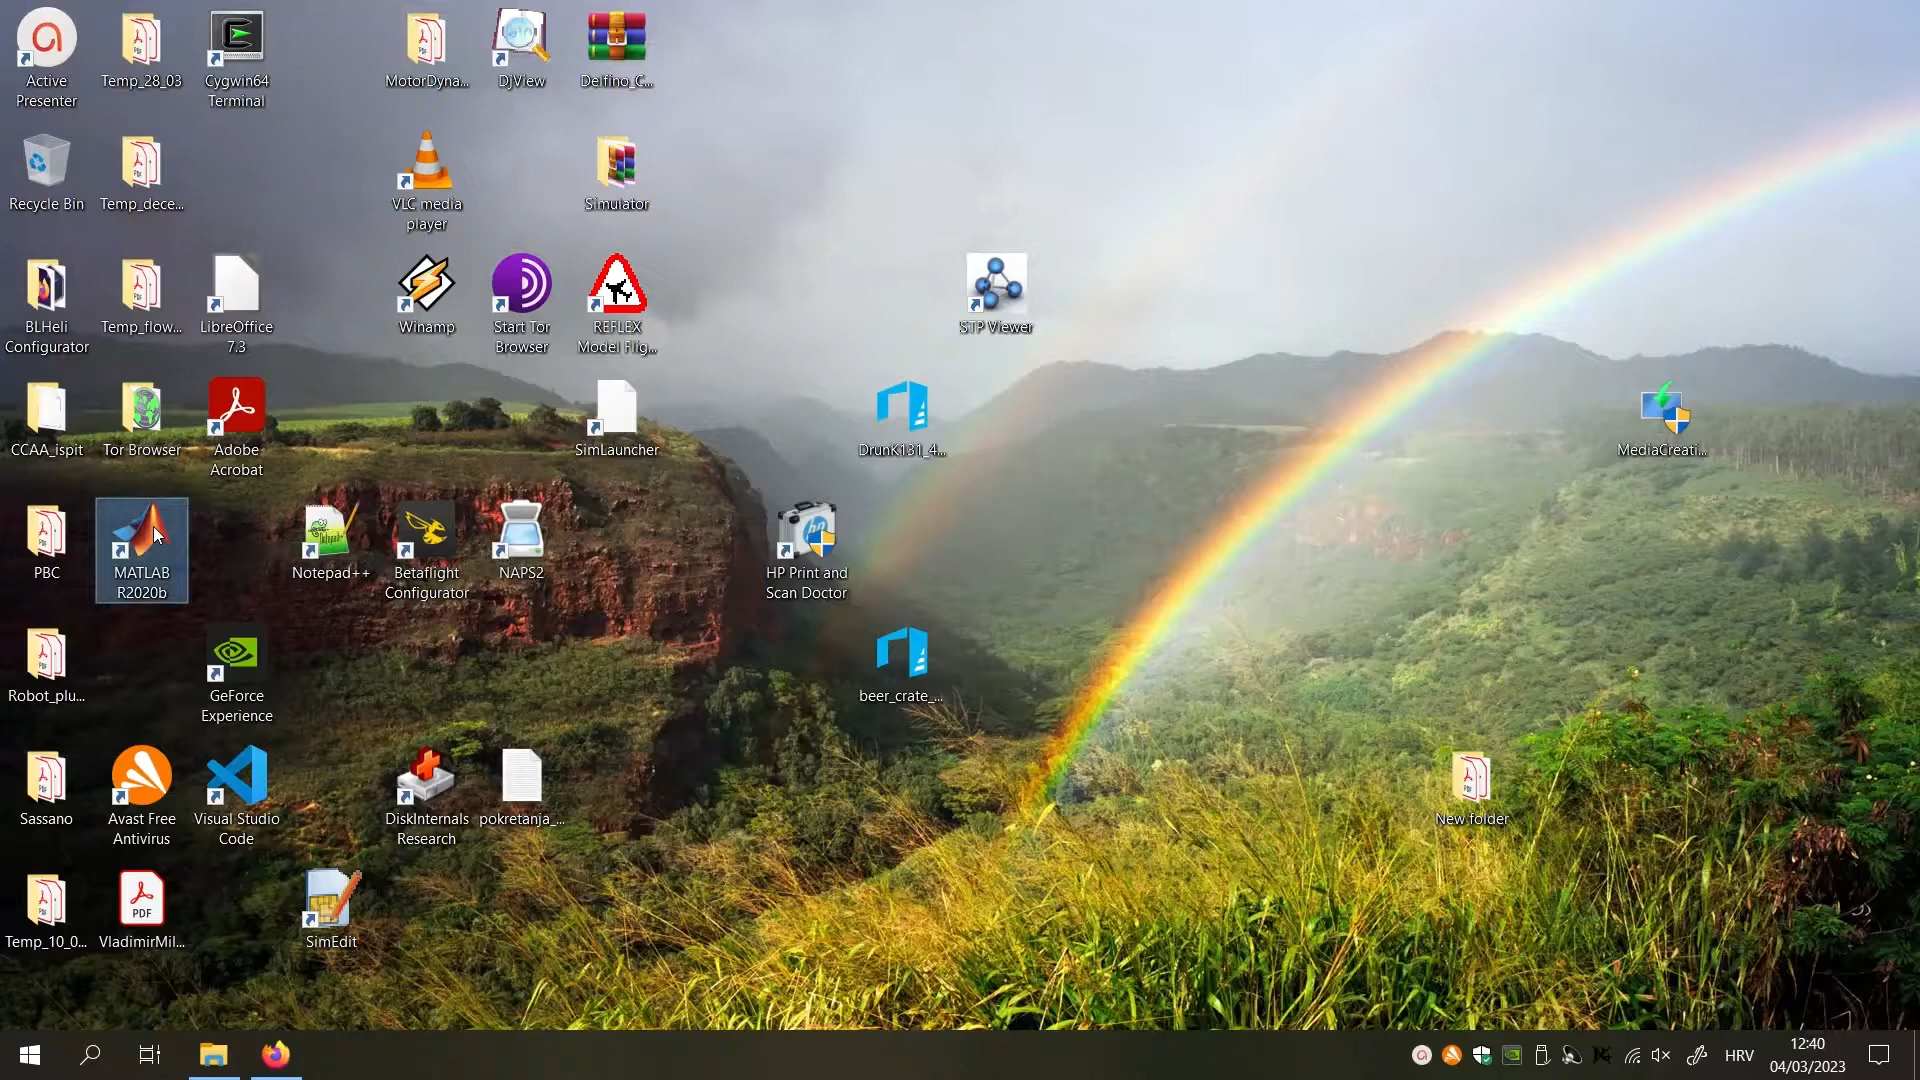 Active
Presenter
Temp_28_03
Cygwin64
Terminal
MotorDyna...
DjView
Delfino_C...
Recycle Bin
Temp_dece...
VLC media
player
Simulator
BLHeli
Configurator
Temp_flow...
LibreOffice
7.3
Winamp
Start Tor
Browser
REFLEX
Model Flig...
STP Viewer
CCAA_ispit
Tor Browser
Adobe
Acrobat
SimLauncher
DrunK131_4...
MediaCreati...
PBC
MATLAB
R2020b
Notepad++
Betaflight
Configurator
NAPS2
HP Print and
Scan Doctor
Robot_plu...
GeForce
Experience
beer_crate_...
Sassano
Avast Free
Antivirus
Visual Studio
Code
DiskInternals
Research
pokretanja_...
New folder
Temp_10_0...
PDF
VladimirMil...
SimEdit
HRV
12:40
04/03/2023